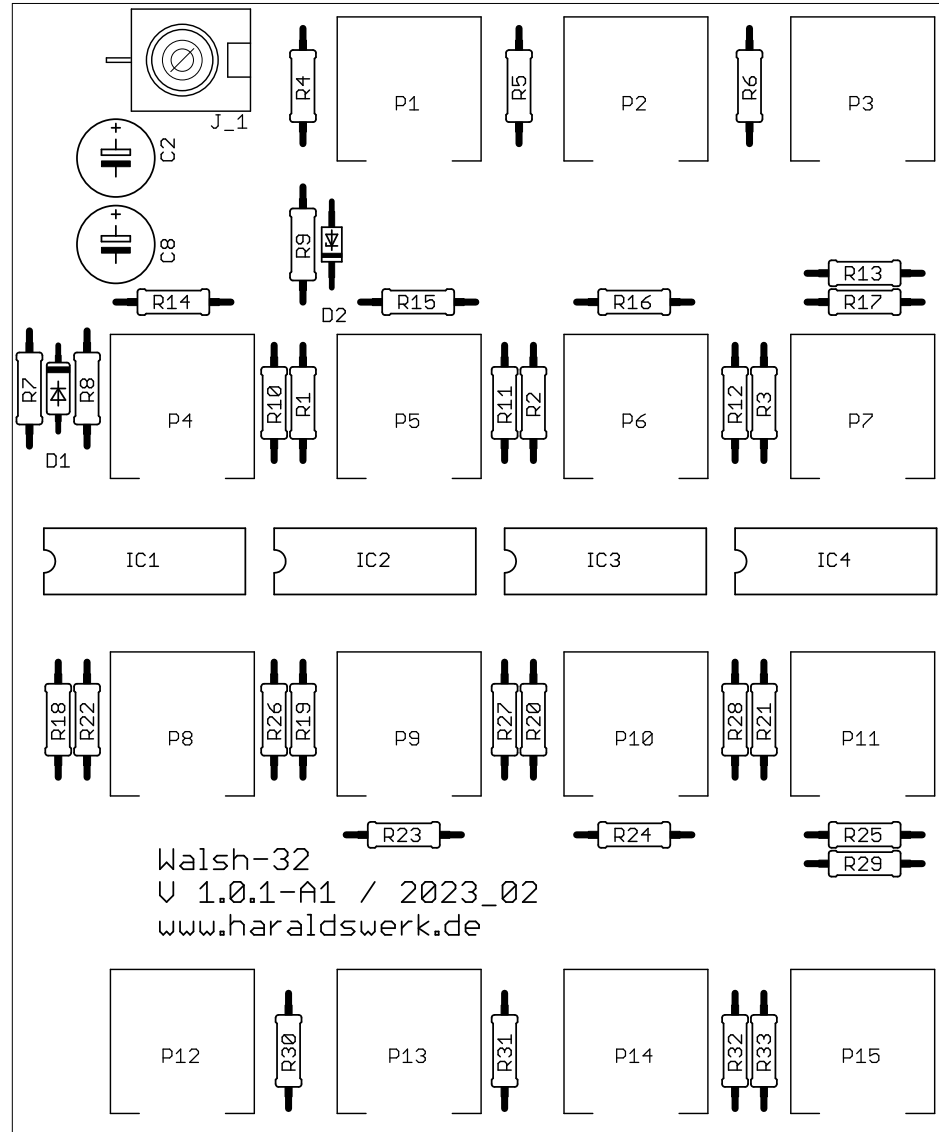 R4
P1
R5
P2
R6
P3
J_1
C2
C8
R9
D2
R13
R14
R15
R16
R17
R7
D1
R8
P4
R10
R1
P5
R11
R2
P6
R12
R3
P7
IC1
IC2
IC3
IC4
R18
R22
P8
R26
R19
P9
R27
R20
P10
R28
R21
P11
R23
R24
R25
R29
Walsh-32
V 1.0.1-A1 / 2023_02
www.haraldswerk.de
P12
R30
P13
R31
P14
R32
R33
P15